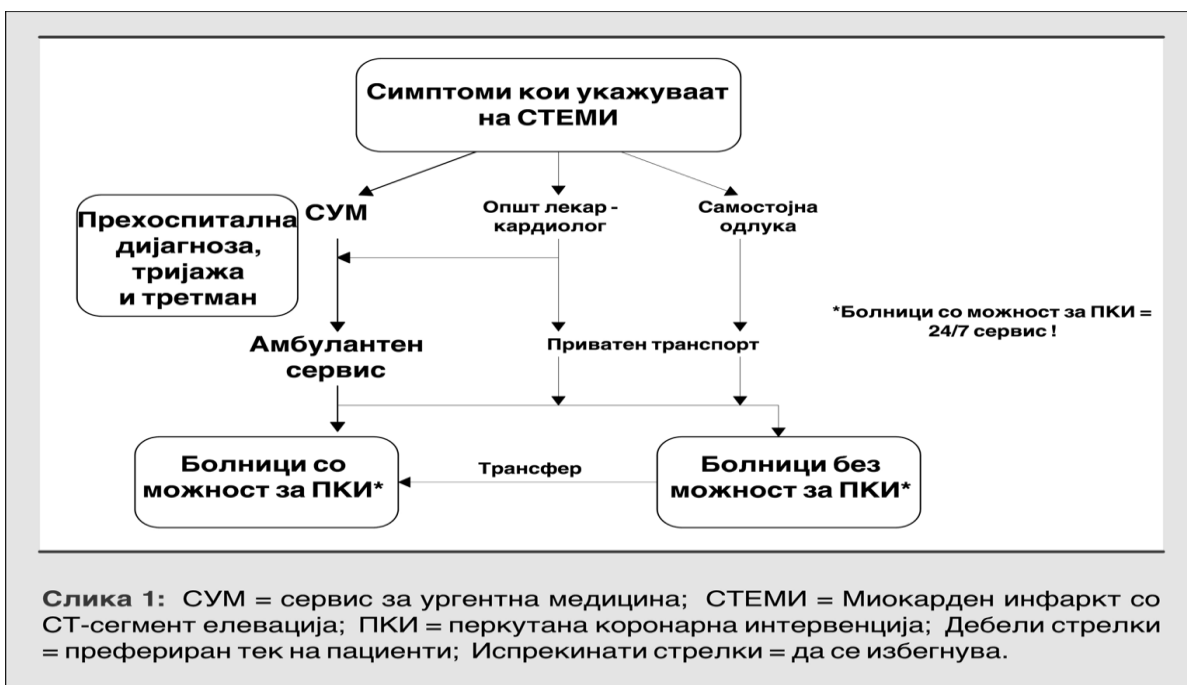 Симптоми кои укажуваат
на СТЕМИ
Прехоспитална
дијагноза,
тријажа
и третман
СУМ
Општ лекар -
кардиолог
Самостојна
одлука
*Болници со можност за ПКИ =
24/7 сервис !
Амбулантен
сервис
Приватен транспорт
Болници со
можност за ПКИ*
Трансфер
Болници без
можност за ПКИ*
Слика 1: СУМ = сервис за ургентна медицина; СТЕМИ = Миокарден инфаркт со
СТ-сегмент елевација; ПКИ = перкутана коронарна интервенција; Дебели стрелки
= префериран тек на пациенти; Испрекинати стрелки = да се избегнува.